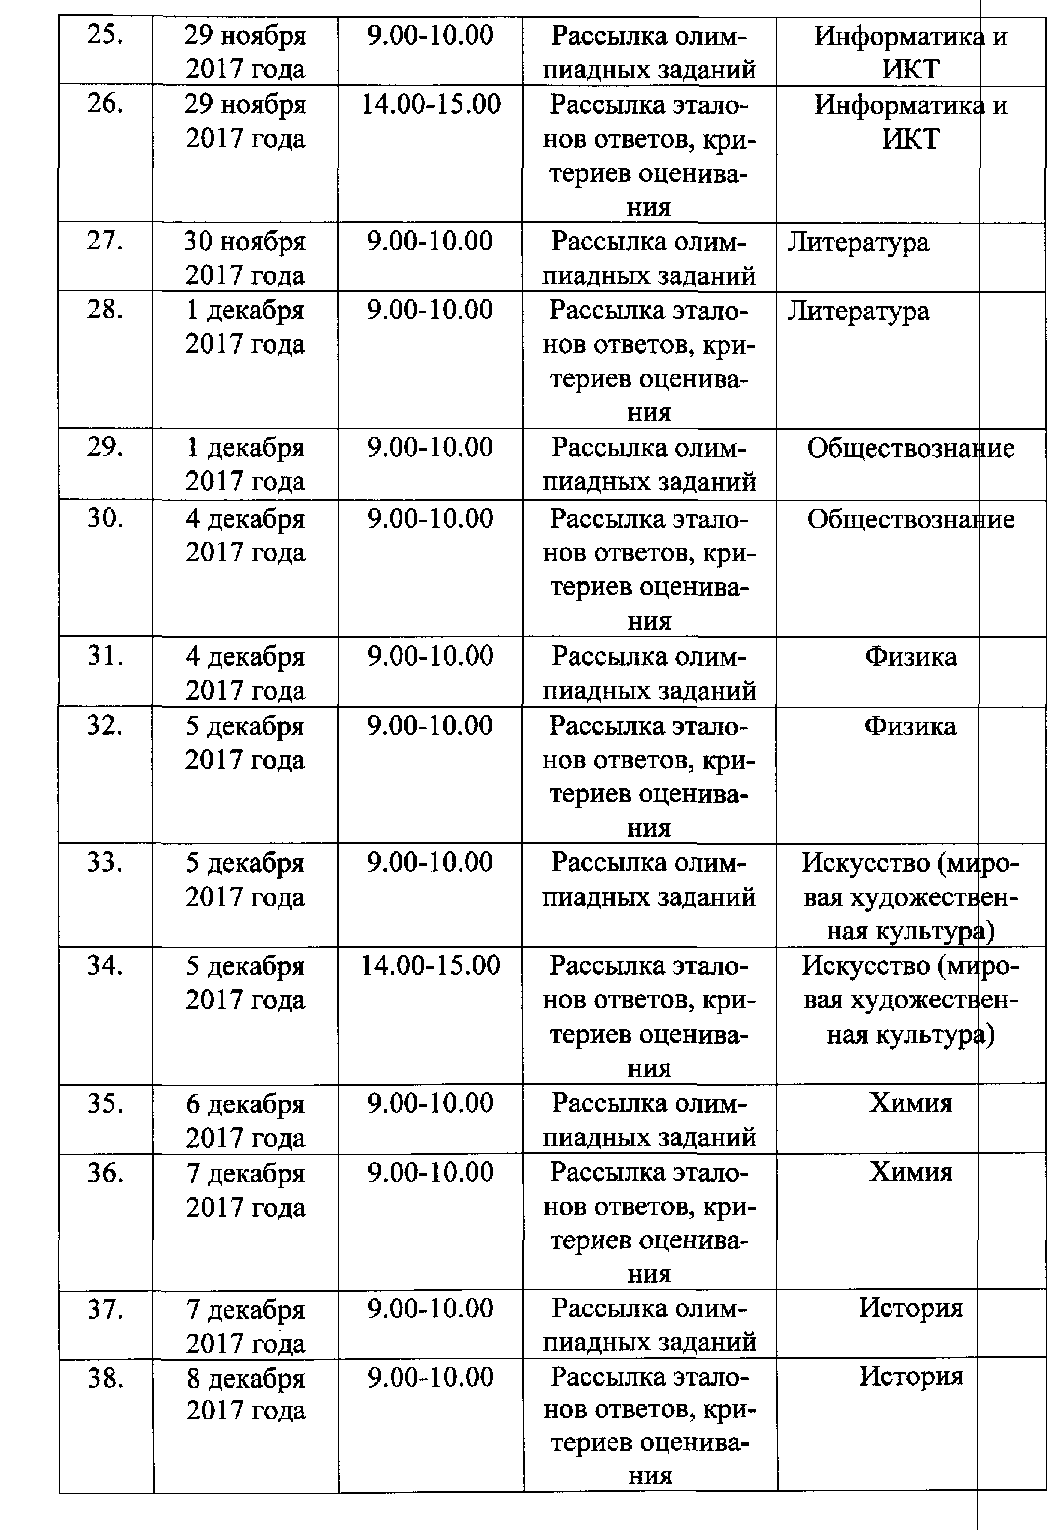 25. 29 ноября 9.00-10.00 Рассылка олим- Информатика и
2017 года пиадных заданий ИКТ
26. 29 ноября 14.00-15.00 Рассылка этало- Информатика и
2017 года нов ответов, кри- ИКТ
териев оценива-
ния
27. 30 ноября 9.00-10.00 Рассылка олим- Литература
2017 года пиадных заданий
28. 1 декабря 9.00-10.00 Рассылка этало- Литература
2017 года нов ответов, кри-
териев оценива-
ния
29. 1 декабря 9.00-10.00 Рассылка олим- Обществознание
2017 года пиадных заданий
30. 4 декабря 9.00-10.00 Рассылка этало- Обществознание
2017 года нов ответов, кри-
териев оценива-
ния
31. 4 декабря 9.00-10.00 Рассылка олим- Физика
2017 года пиадных заданий
32. 5 декабря 9.00-10.00 Рассылка этало- Физика
2017 года нов ответов, кри-
териев оценива-
ния
33. 5 декабря 9.00-10.00 Рассылка олим- Искусство (миро-
2017 года пиадных заданий вая художествен-
ная культура)
34. 5 декабря 14.00-15.00 Рассылка этало- Искусство (миро-
2017 года нов ответов, кри- вая художествен-
териев оценива- ная культура)
ния
35. 6 декабря 9.00-10.00 Рассылка олим- Химия
2017 года пиадных заданий
36. 7 декабря 9.00-10.00 Рассылка этало- Химия
2017 года нов ответов, кри-
териев оценива-
ния
37. 7 декабря 9.00-10.00 Рассылка олим- История
2017 года пиадных заданий
38. 8 декабря 9.00-10.00 Рассылка этало- История
2017 года нов ответов, кри-
териев оценива-
ния